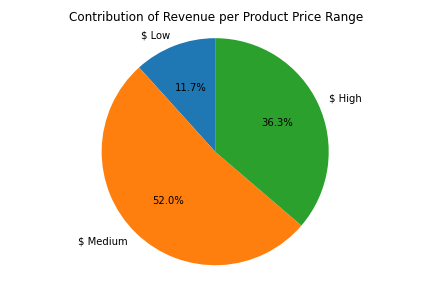 Contribution of Revenue per Product Price Range
$ Low
11.7%
$ High
36.3%
52.0%
$ Medium